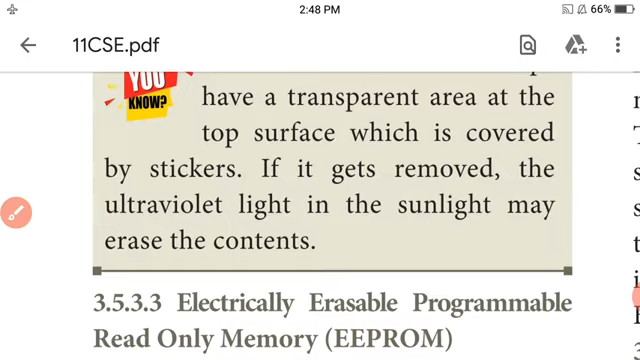 2:48 PM
66%
11CSE.pdf
YOU
KNOW?
have a transparent area at the
top surface which is covered
by stickers. If it gets removed, the
ultraviolet light in the sunlight may
erase the contents.
3.5.3.3 Electrically Erasable Programmable
Read Only Memory (EEPROM)